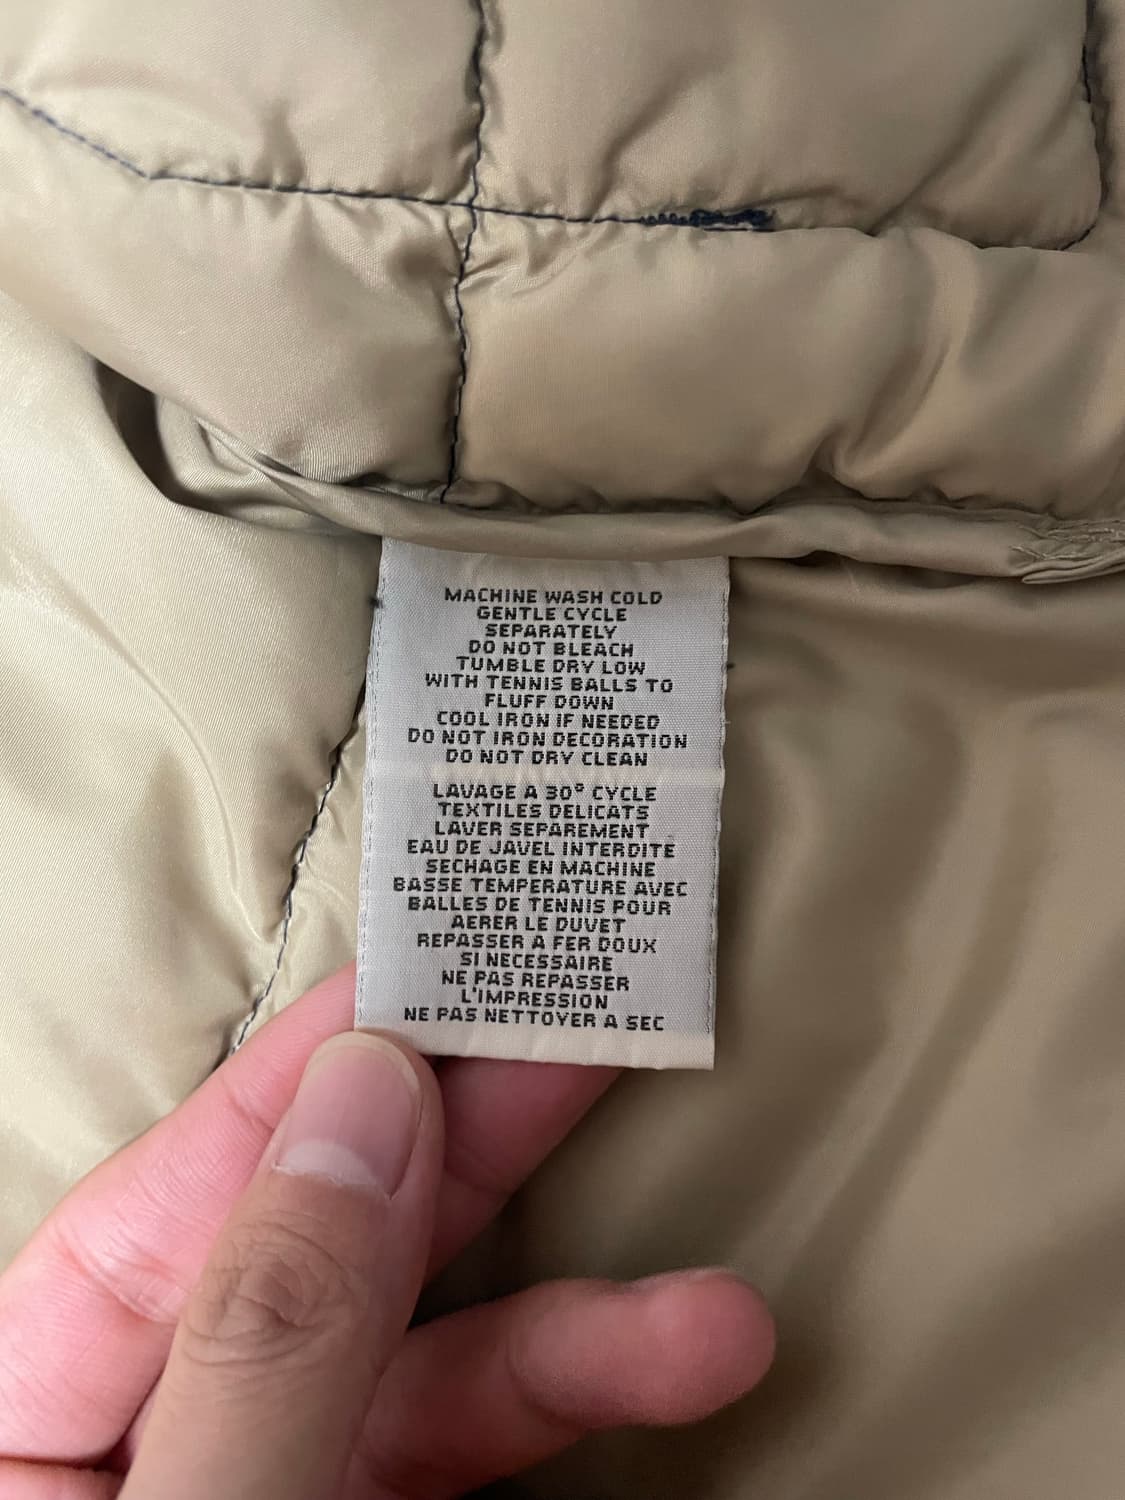 MACHINE WASH COLD
GENTLE CYCLE
SEPARATELY
DO NOT BLEACH
TUMBLE DRY LOW
WITH TENNIS BALLS TO
FLUFF DOWN
COOL IRON IF NEEDED
DO NOT IRON DECORATION
DO NOT DRY CLEAN
LAVAGE A 30° CYCLE
TEXTILES DELICATS
LAVER SEPAREMENT
EAU DE JAVEL INTERDITE
SECHAGE EN MACHINE
BASSE TEMPERATURE AVEC
BALLES DE TENNIS POUR
AERER LE DUVET
REPASSER A FER DOUX
SI NECESSAIRE
NE PAS REPASSER
L'IMPRESSION
NE PAS NETTOYER A SEC